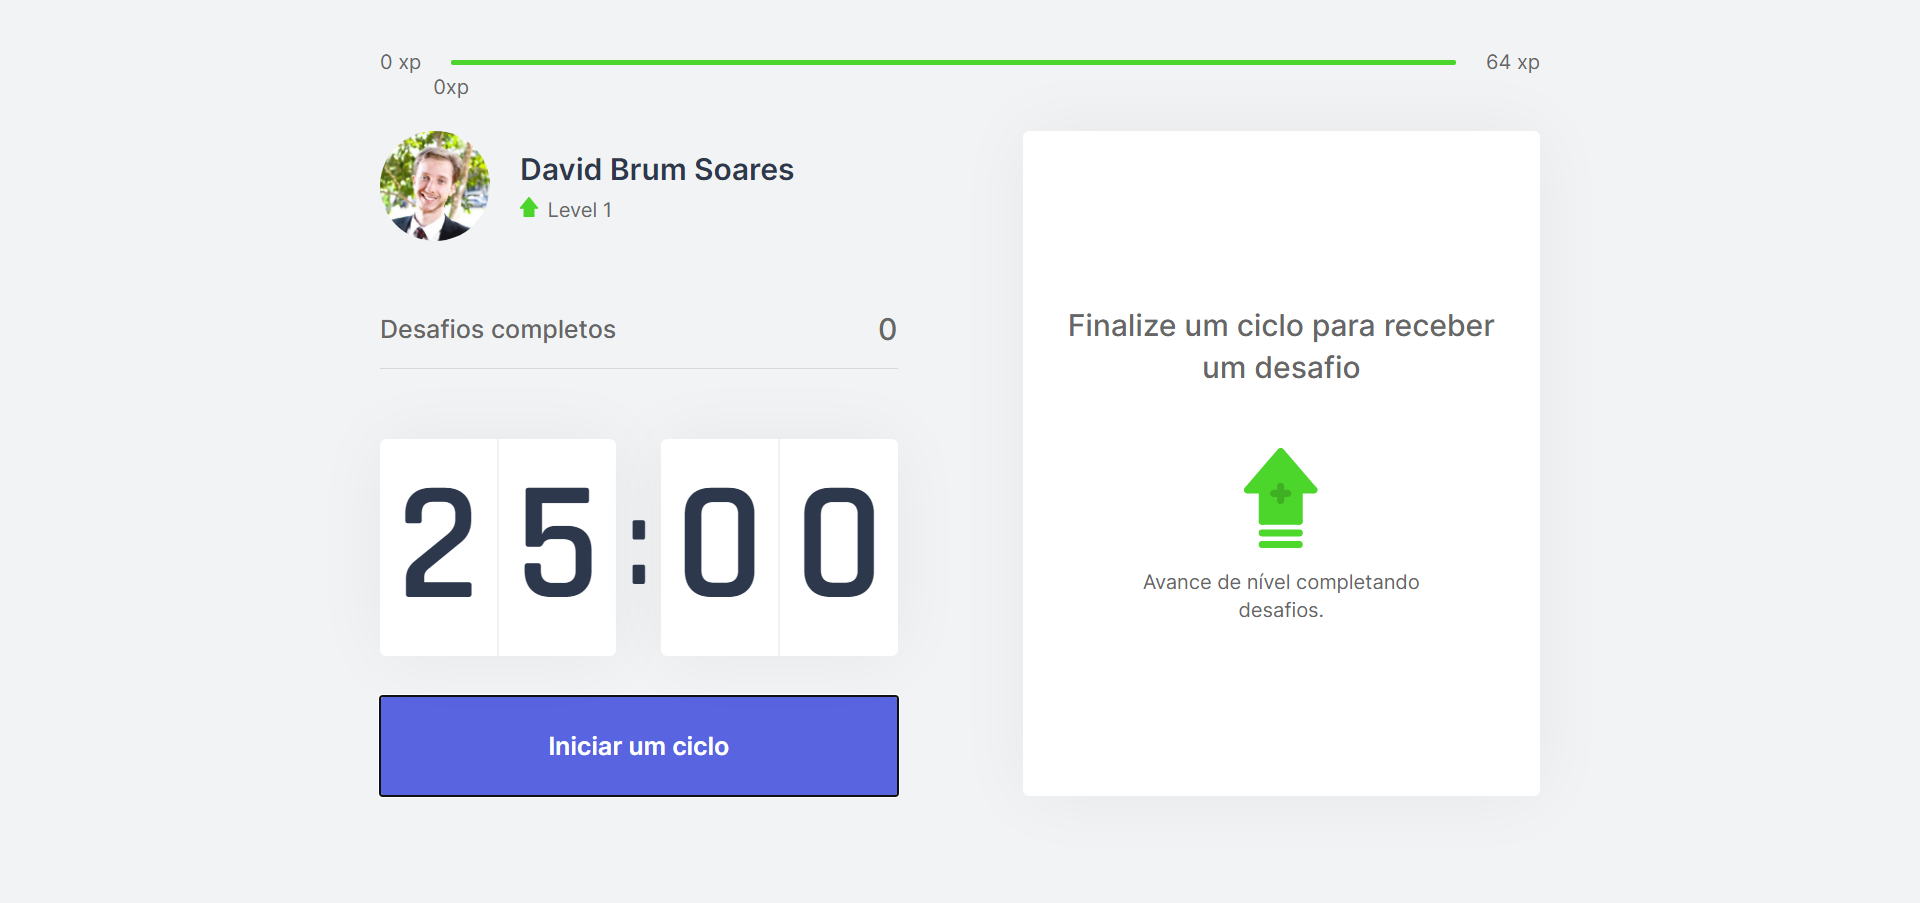 0 xp
64 xp
0xp
David Brum Soares
Level 1
Desafios completos
0
25:00
Iniciar um ciclo
Finalize um ciclo para receber
um desafio
Avance de nível completando
desafios.